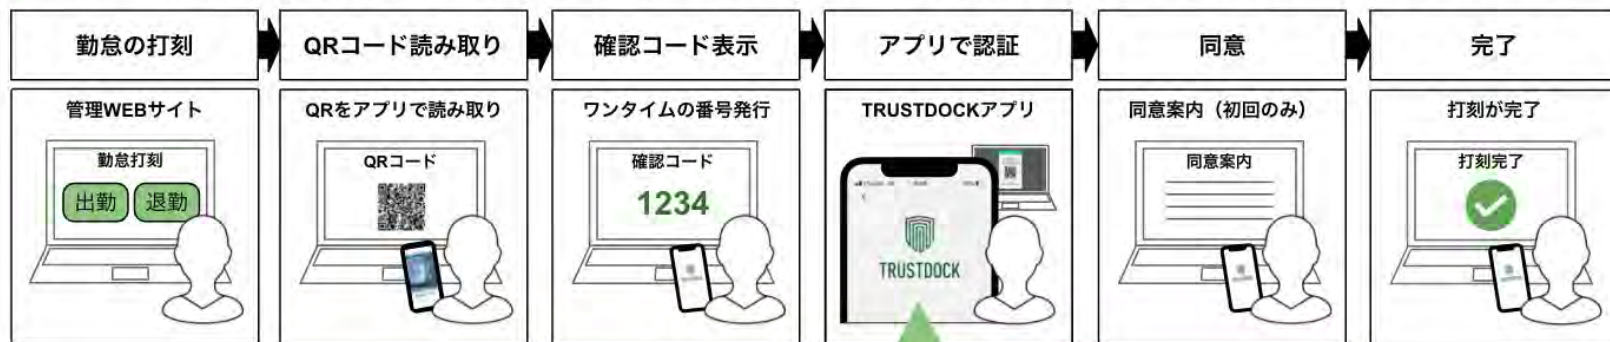 勤怠の打刻
QRコード読み取り
確認コード表示
アプリで認証
同意
完了
管理WEBサイト
勤怠打刻
出勤
退勤
QRをアプリで読み取り
QRコード
ワンタイムの番号発行
確認コード
1234
TRUSTDOCKアプリ
TRUSTDOCK
同意案内（初回のみ）
同意案内
打刻が完了
打刻完了